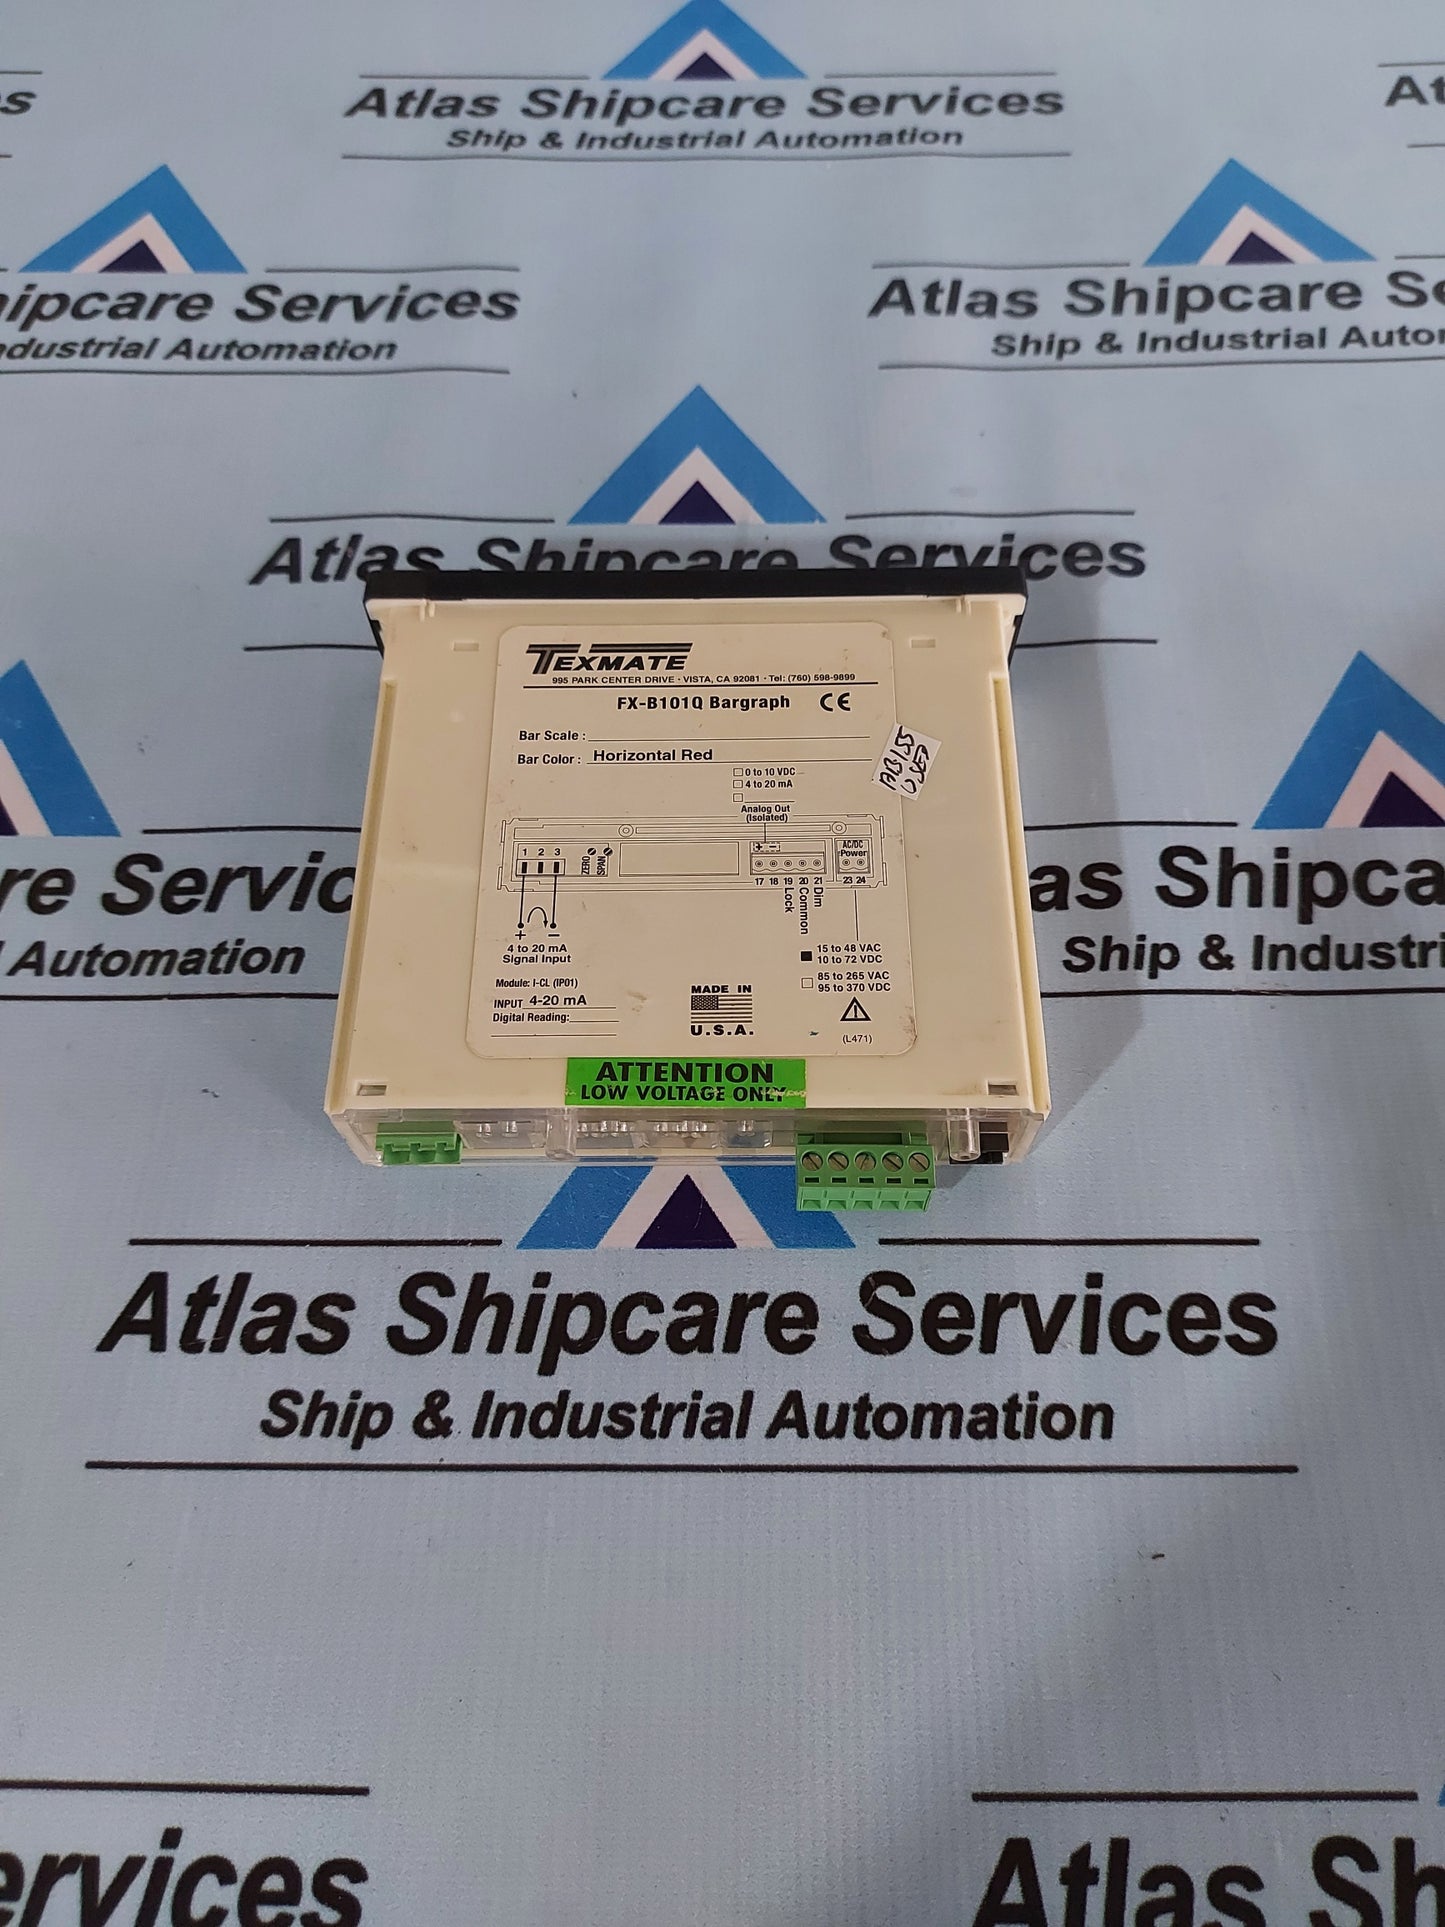 Atlas Shipcare Services
Ship & Industrial Automation
At
s
ipcare Services
ndustrial Automation
Atlas Shipcare Se
Ship & Industrial Autom
Atlas Shipcare Services
TEXMATE
995 PARK CENTER DRIVE · VISTA, CA 92081 · Tel: (760) 598-9899
FX-B101Q Bargraph CE
Bar Scale :
Bar Color : Horizontal Red
AB155
USED
0 to 10 VDC
4 to 20 mA
Analog Out
(Isolated)
1 2 3
ZERO
SPAN
+ −
AC/DC
Power
17 18 19 20 21 23 24
Lock
Common
Dim
+ −
4 to 20 mA
Signal Input
15 to 48 VAC
10 to 72 VDC
85 to 265 VAC
95 to 370 VDC
Module: I-CL (IP01)
INPUT 4-20 mA
Digital Reading:
MADE IN
U.S.A.
(L471)
ATTENTION
LOW VOLTAGE ONLY
re Servic
Automation
as Shipca
Ship & Industri
Atlas Shipcare Services
Ship & Industrial Automation
ervices
Atlas Sh